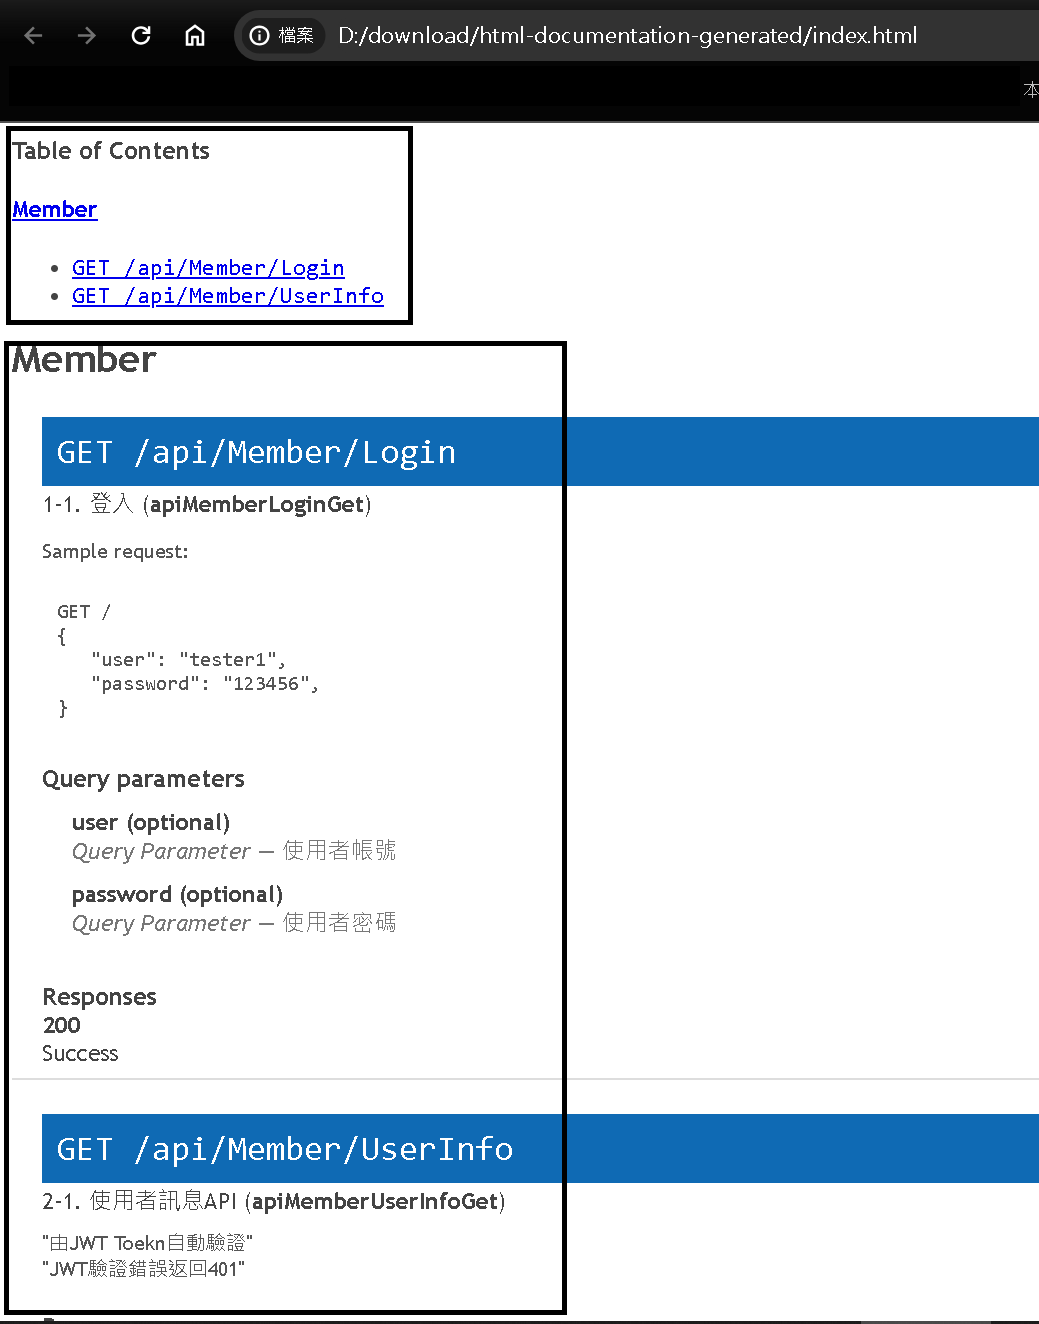 檔案 D:/download/html-documentation-generated/index.html
本
Table of Contents
Member
• GET /api/Member/Login
• GET /api/Member/UserInfo
Member
GET /api/Member/Login
1-1. 登入 (apiMemberLoginGet)
Sample request:
GET /
{
"user": "tester1",
"password": "123456",
}
Query parameters
user (optional)
Query Parameter — 使用者帳號
password (optional)
Query Parameter — 使用者密碼
Responses
200
Success
GET /api/Member/UserInfo
2-1. 使用者訊息API (apiMemberUserInfoGet)
"由JWT Toekn自動驗證"
"JWT驗證錯誤返回401"